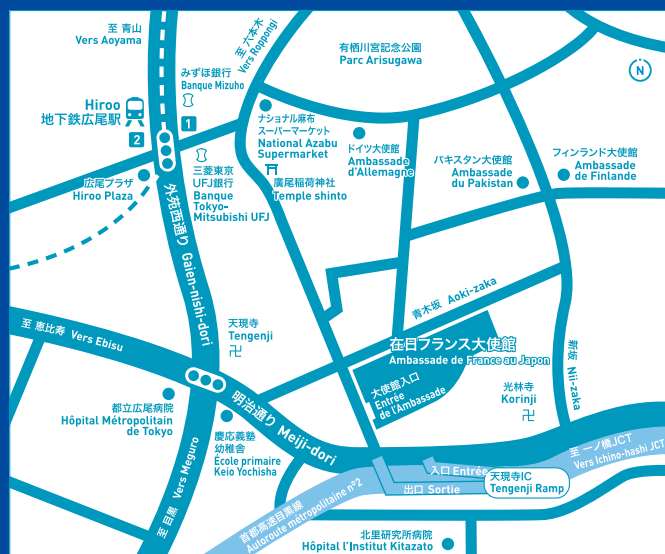 至 青山
Vers Aoyama
至 六本木
Vers Roppongi
有栖川宮記念公園
Parc Arisugawa
N
みずほ銀行
Banque Mizuho
Hiroo
地下鉄広尾駅
1
2
ナショナル麻布
スーパーマーケット
National Azabu
Supermarket
ドイツ大使館
Ambassade
d'Allemagne
パキスタン大使館
Ambassade
du Pakistan
フィンランド大使館
Ambassade
de Finlande
広尾プラザ
Hiroo Plaza
三菱東京
UFJ銀行
Banque
Tokyo-
Mitsubishi UFJ
廣尾稲荷神社
Temple shinto
外苑西通り Gaien-nishi-dori
青木坂 Aoki-zaka
至 恵比寿 Vers Ebisu
天現寺
Tengenji
在日フランス大使館
Ambassade de France au Japon
大使館入口
Entrée
de l'Ambassade
新坂 Nii-zaka
光林寺
Korinji
都立広尾病院
Hôpital Métropolitain
de Tokyo
明治通り Meiji-dori
慶応義塾
幼稚舎
École primaire
Keio Yochisha
至 目黒 Vers Meguro
至 一ノ橋JCT
Vers Ichino-hashi JCT
入口 Entrée
出口 Sortie
天現寺IC
Tengenji Ramp
首都高速目黒線
Autoroute métropolitaine n°2
北里研究所病院
Hôpital l'Institut Kitazato